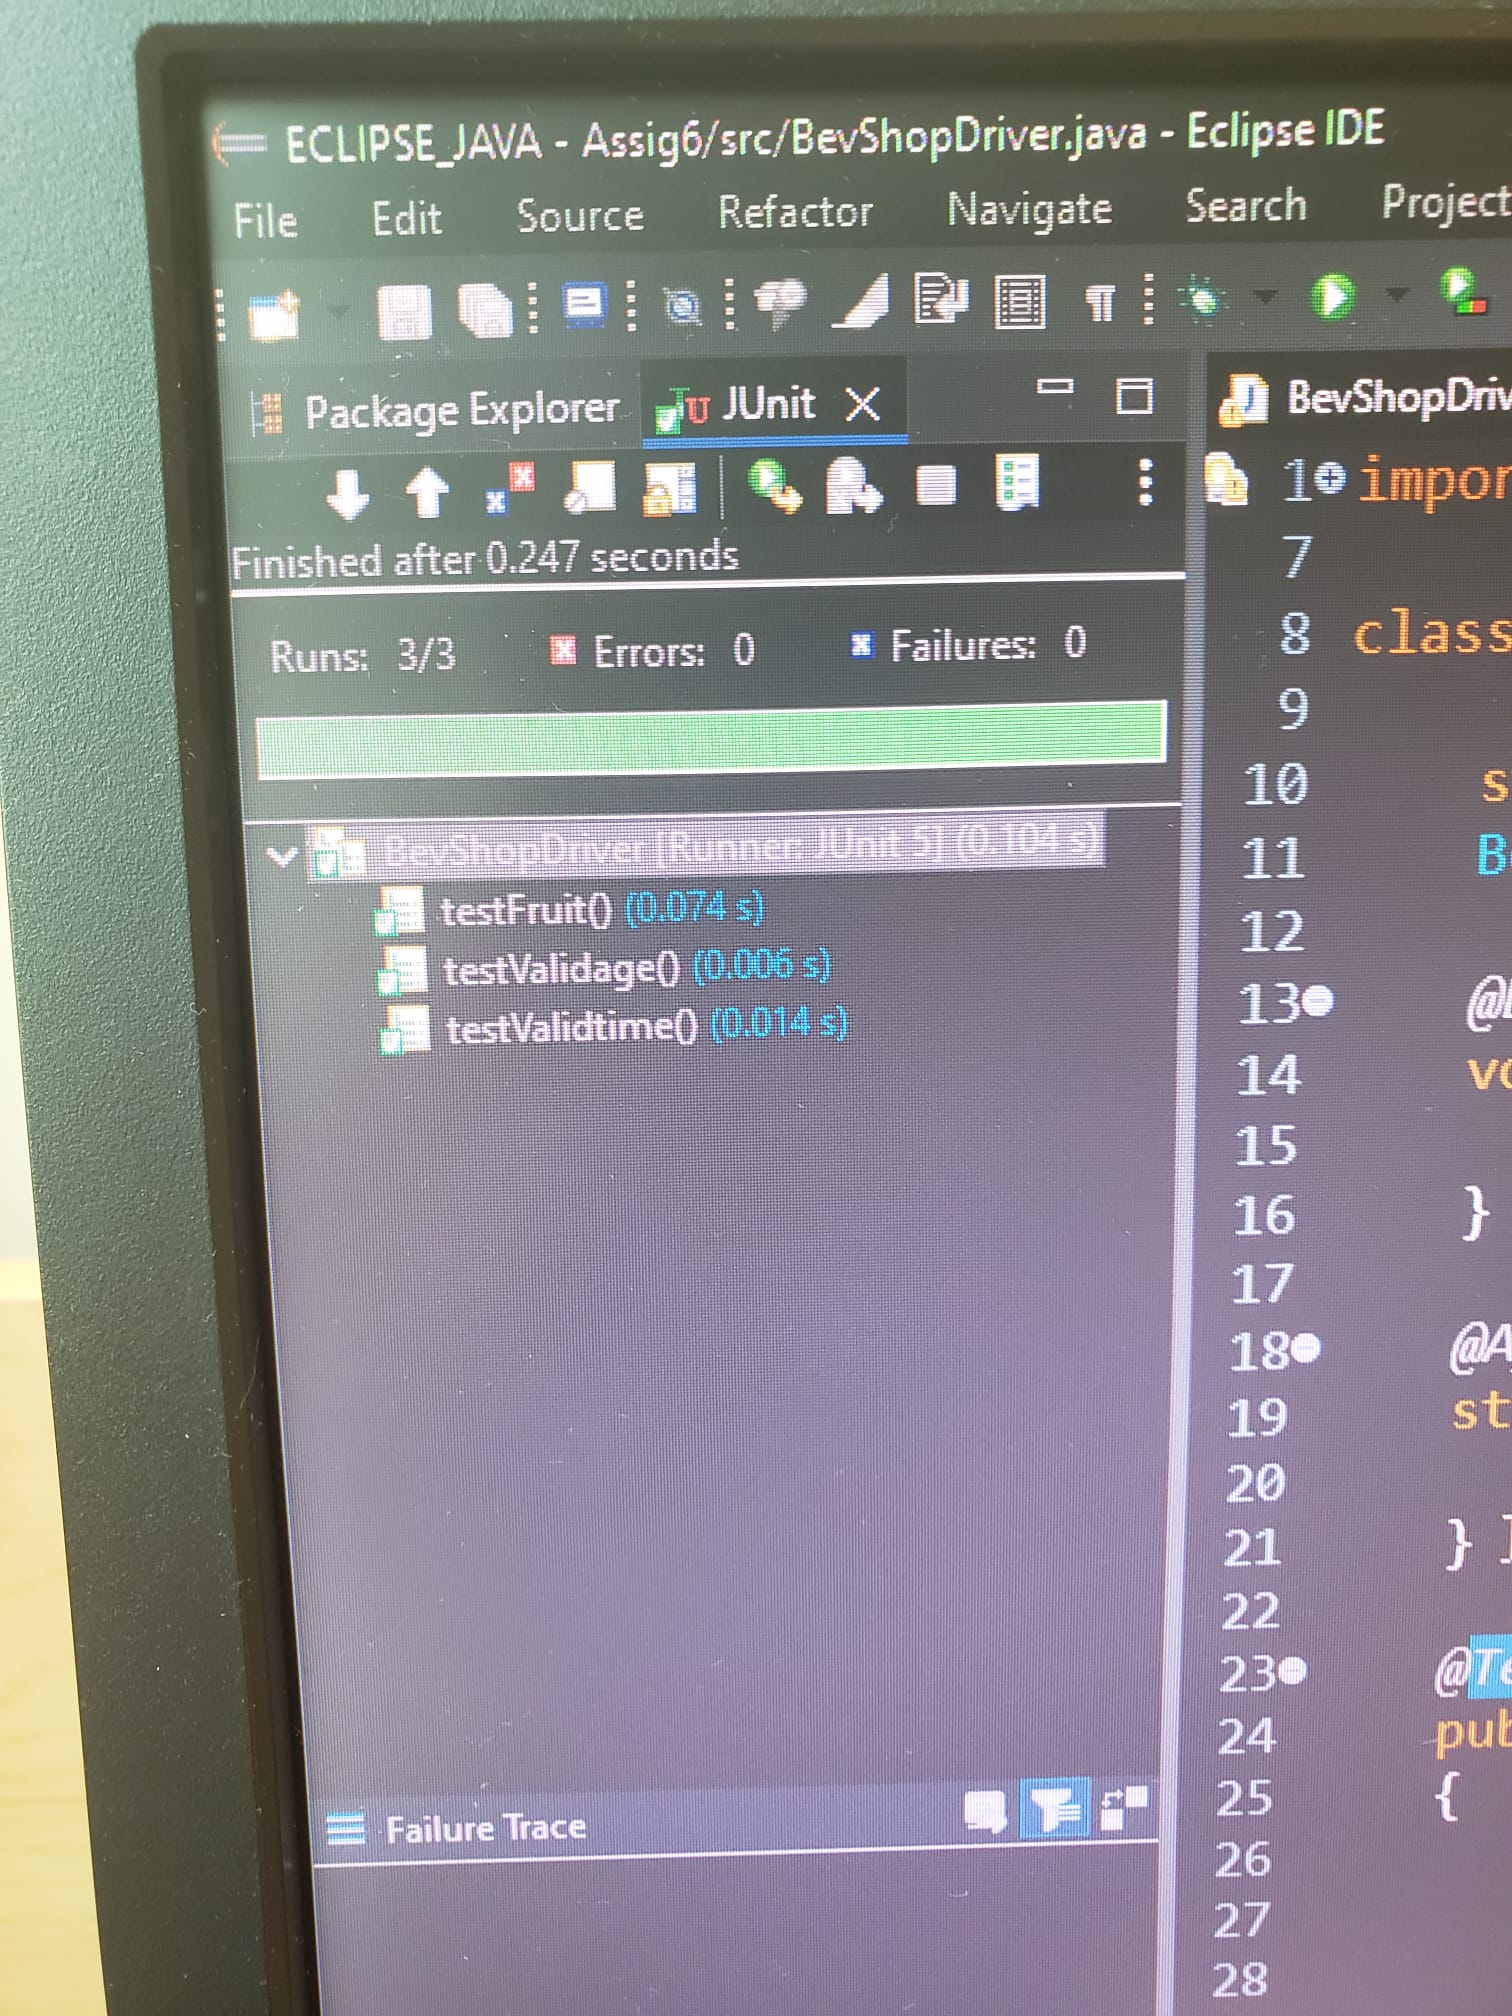 ECLIPSE_JAVA - Assig6/src/BevShopDriver.java - Eclipse IDE
File Edit Source Refactor Navigate Search Project
Package Explorer JUnit
Finished after 0.247 seconds
Runs: 3/3 Errors: 0 Failures: 0
BevShopDriver [Runner: JUnit 5] (0.104 s)
testFruit() (0.074 s)
testValidage() (0.006 s)
testValidtime() (0.014 s)
Failure Trace
BevShopDriv
1 impor
7
8 class
9
10 s
11 B
12
13 @
14 vo
15
16 }
17
18 @A
19 st
20
21 }
22
23 @Te
24 pub
25 {
26
27
28